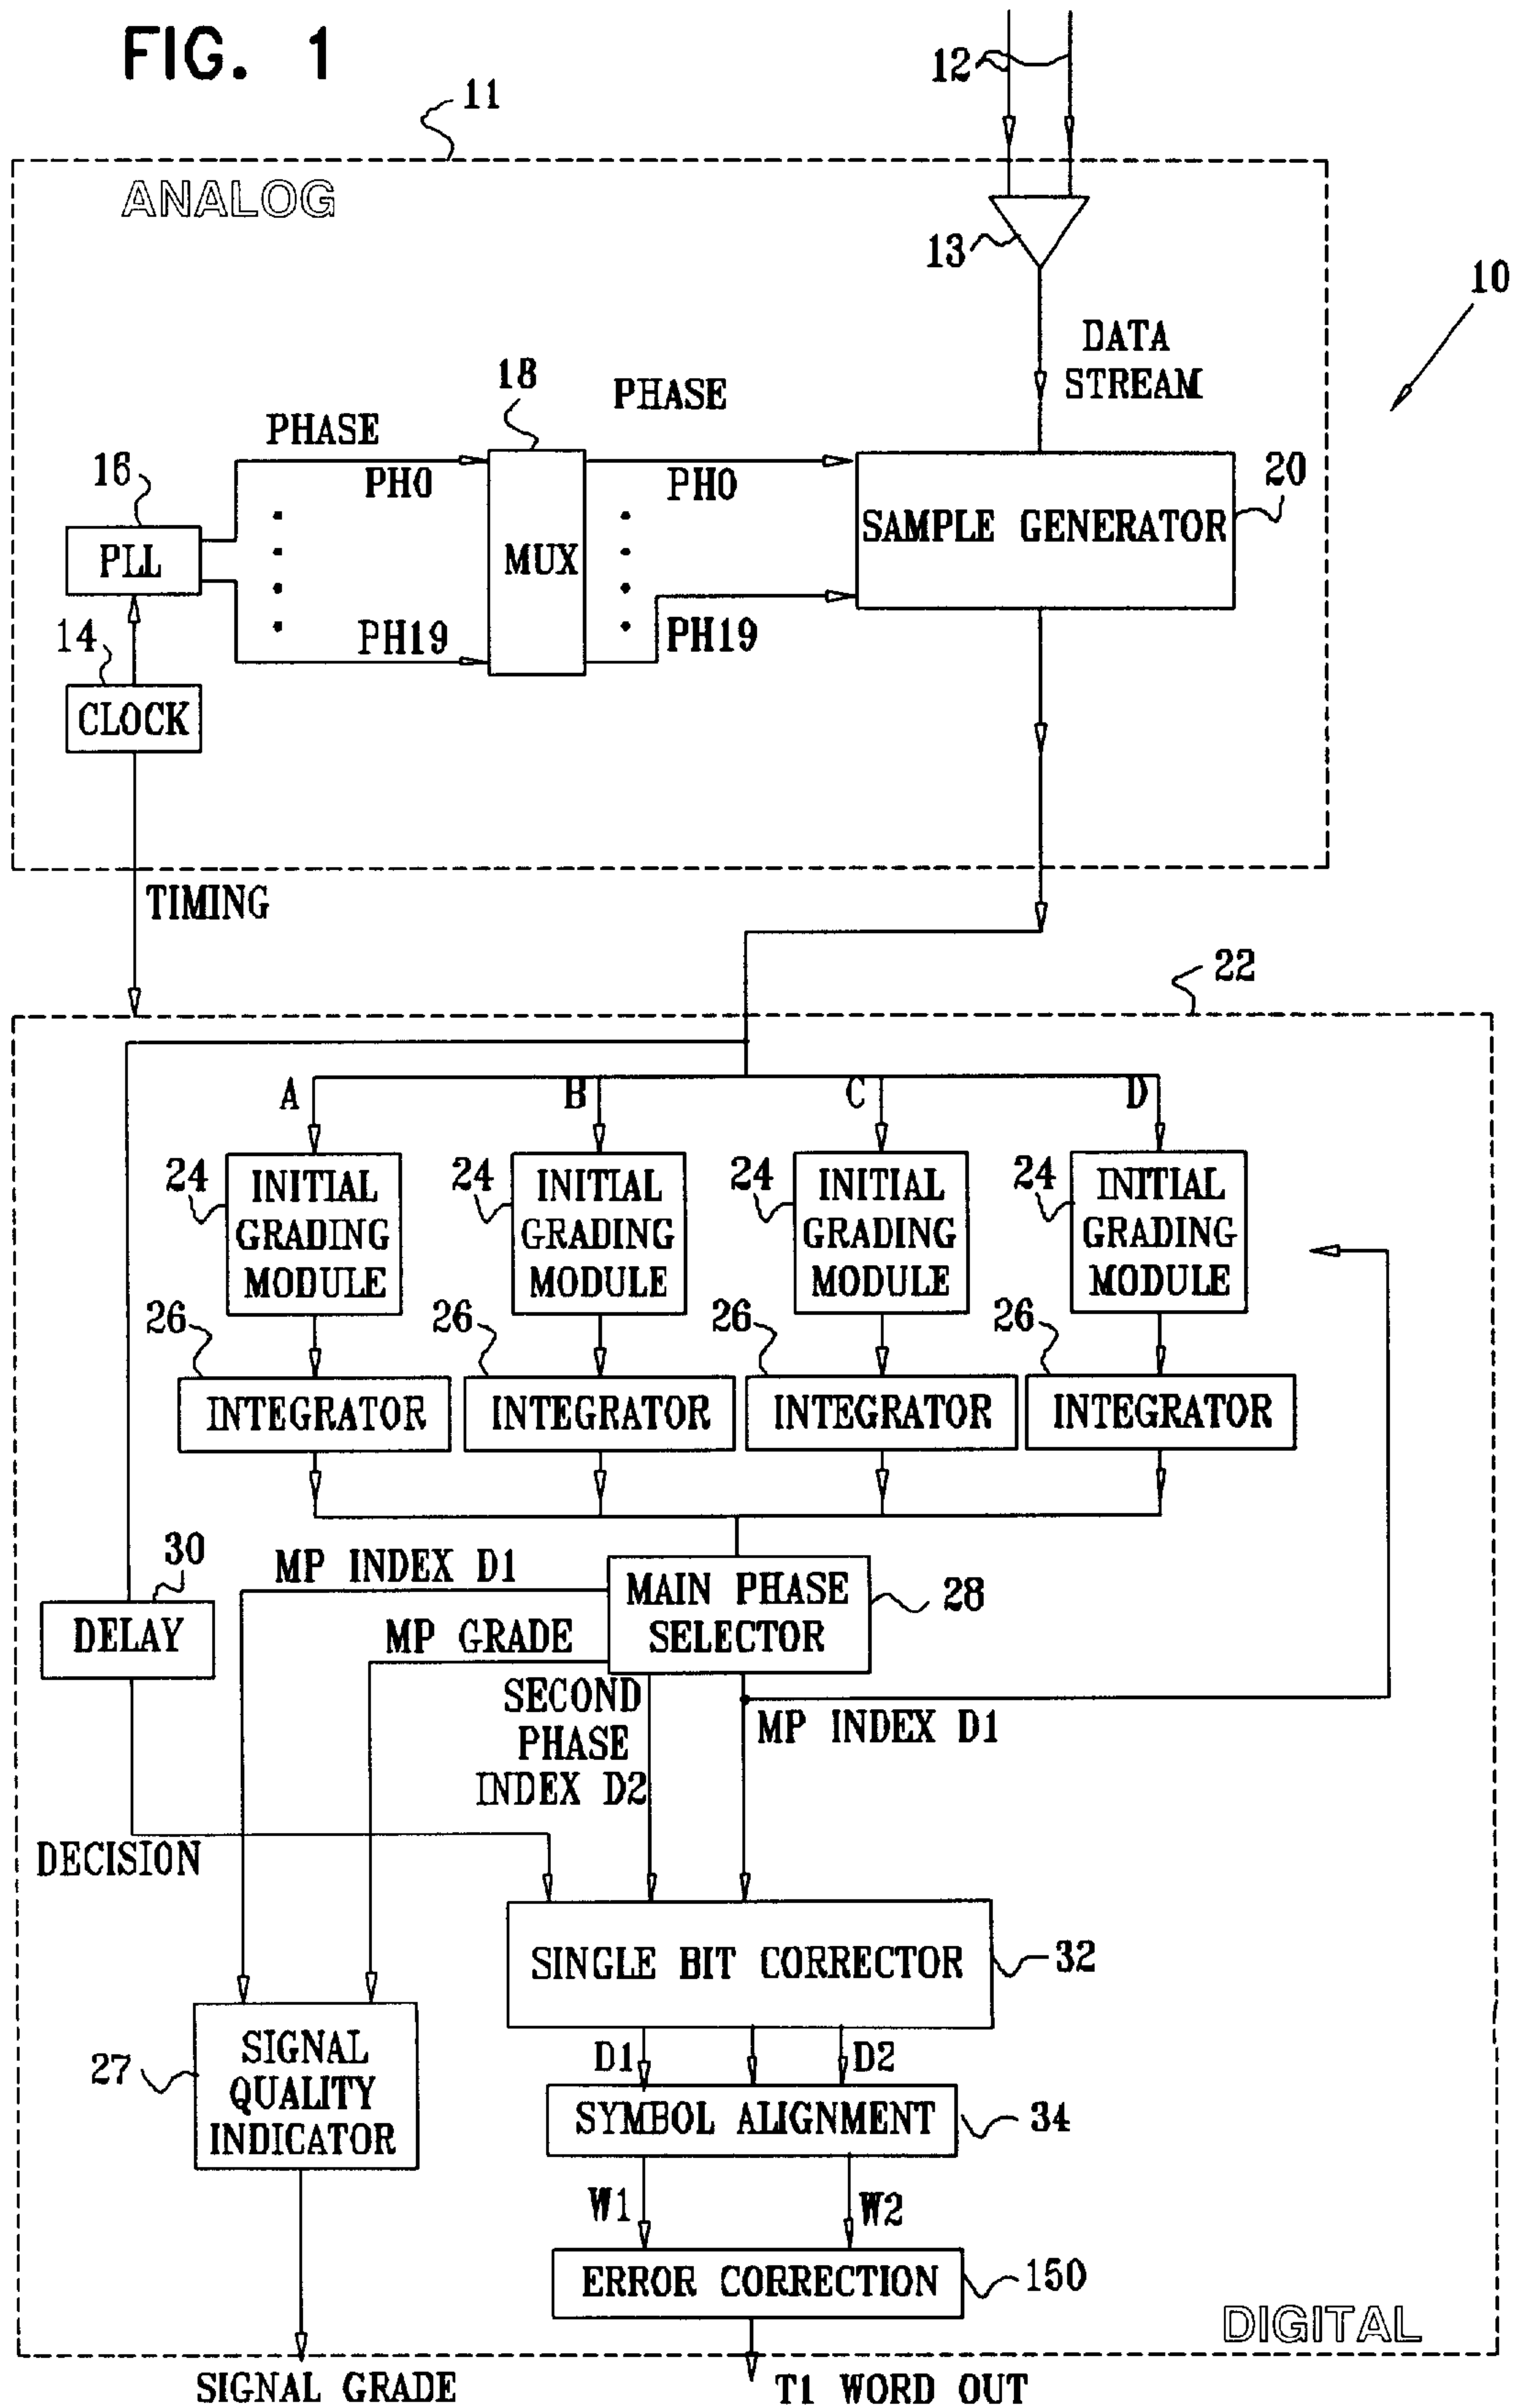 FIG. 1
11
12
ANALOG
13
10
DATA
STREAM
18
PHASE
PHASE
16
PH0
PH0
20
SAMPLE GENERATOR
MUX
PLL
14
PH19
PH19
CLOCK
TIMING
22
A
B
C
D
24
INITIAL
GRADING
MODULE
24
INITIAL
GRADING
MODULE
24
INITIAL
GRADING
MODULE
24
INITIAL
GRADING
MODULE
26
26
26
26
INTEGRATOR
INTEGRATOR
INTEGRATOR
INTEGRATOR
30
MP INDEX D1
MAIN PHASE
SELECTOR
28
DELAY
MP GRADE
SECOND
PHASE
INDEX D2
MP INDEX D1
DECISION
SINGLE BIT CORRECTOR
32
27
SIGNAL
QUALITY
INDICATOR
D1
D2
SYMBOL ALIGNMENT
34
W1
W2
ERROR CORRECTION
150
DIGITAL
SIGNAL GRADE
T1 WORD OUT